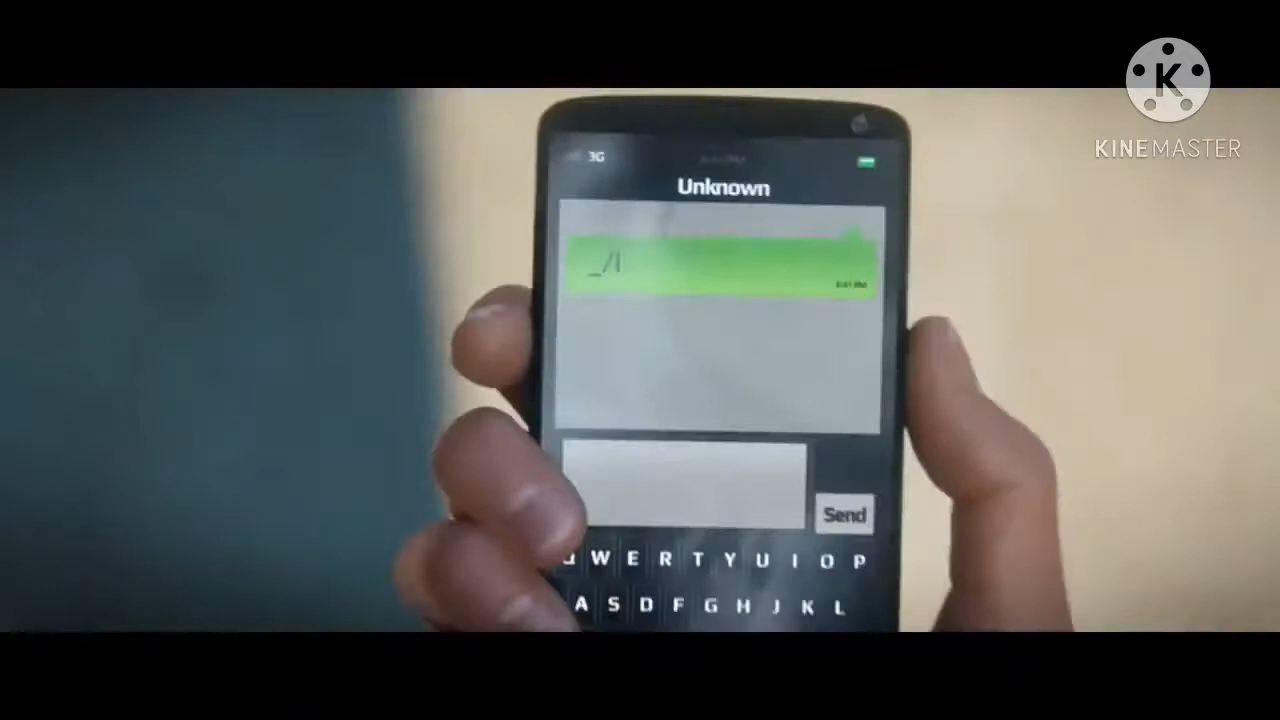 K
KINEMASTER
3G
Unknown
_/\
Send
Q W E R T Y U I O P
A S D F G H J K L